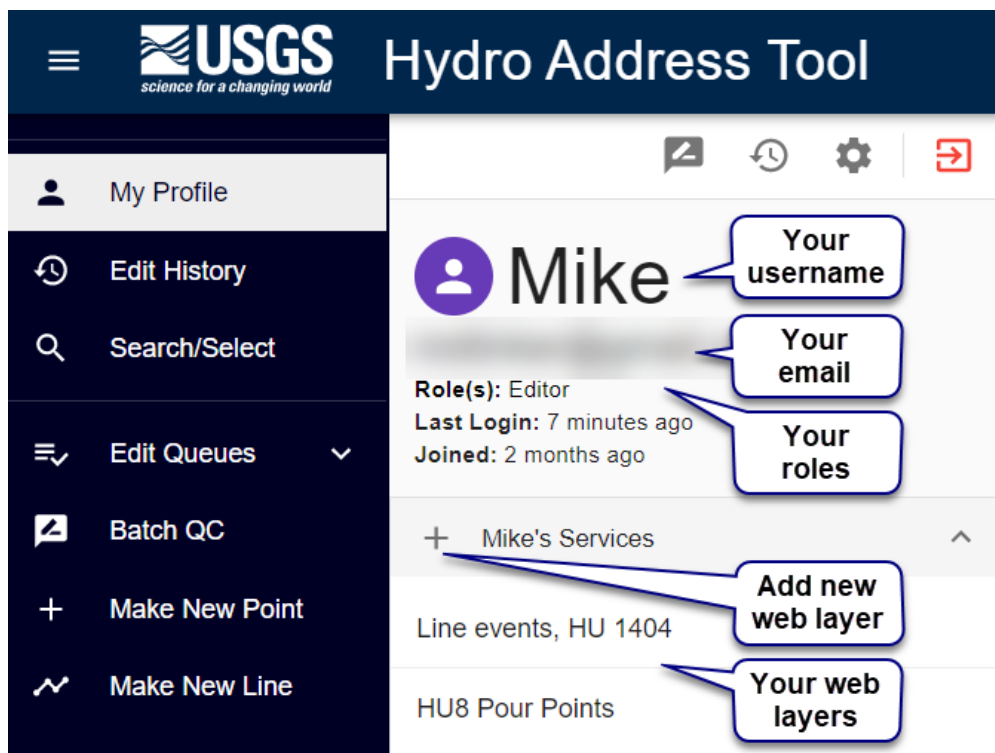 USGS
science for a changing world
Hydro Address Tool
My Profile
Edit History
Search/Select
Edit Queues
Batch QC
Make New Point
Make New Line
Mike
Your
username
Your
email
Role(s): Editor
Last Login: 7 minutes ago
Joined: 2 months ago
Your
roles
Mike's Services
Add new
web layer
Line events, HU 1404
Your web
layers
HU8 Pour Points